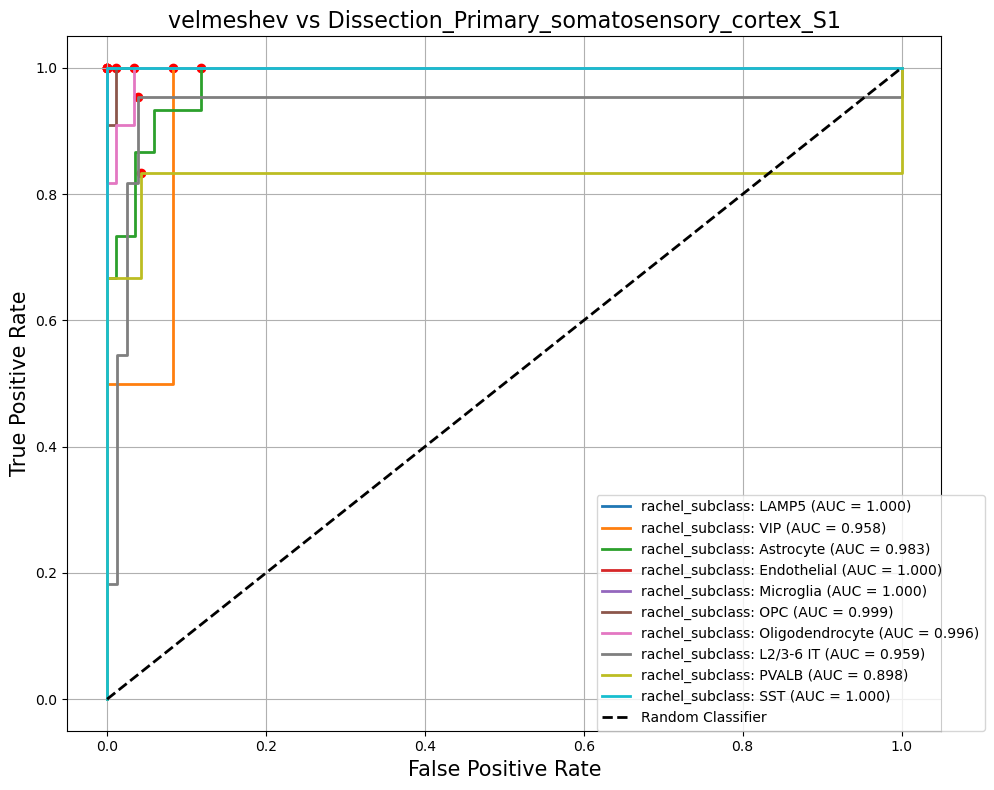 velmeshev vs Dissection_Primary_somatosensory_cortex_S1
True Positive Rate
1.0
0.8
0.6
0.4
0.2
0.0
rachel_subclass: LAMP5 (AUC = 1.000)
rachel_subclass: VIP (AUC = 0.958)
rachel_subclass: Astrocyte (AUC = 0.983)
rachel_subclass: Endothelial (AUC = 1.000)
rachel_subclass: Microglia (AUC = 1.000)
rachel_subclass: OPC (AUC = 0.999)
rachel_subclass: Oligodendrocyte (AUC = 0.996)
rachel_subclass: L2/3-6 IT (AUC = 0.959)
rachel_subclass: PVALB (AUC = 0.898)
rachel_subclass: SST (AUC = 1.000)
Random Classifier
0.0 0.2 0.4 0.6 0.8 1.0
False Positive Rate